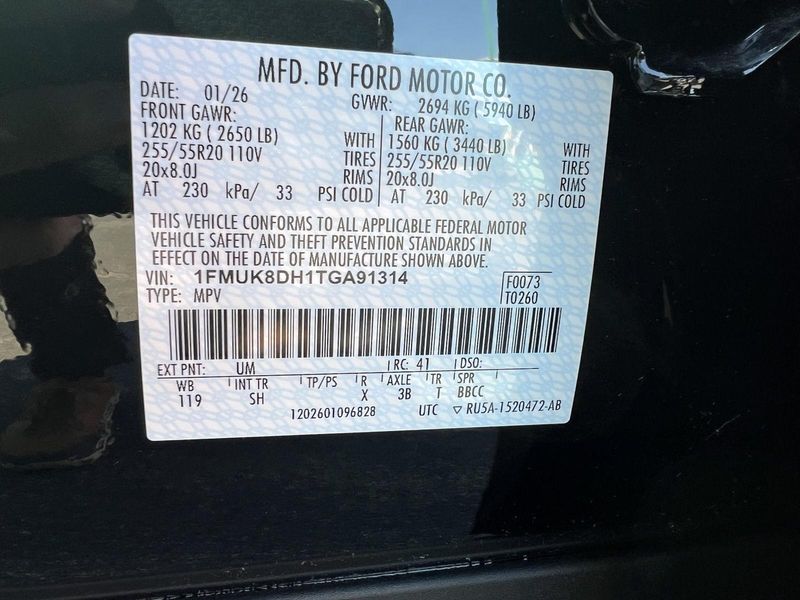 MFD. BY FORD MOTOR CO.
DATE: 01/26 GVWR: 2694 KG ( 5940 LB)
FRONT GAWR: REAR GAWR:
1202 KG ( 2650 LB) WITH 1560 KG ( 3440 LB) WITH
255/55R20 110V TIRES 255/55R20 110V TIRES
20x8.0J RIMS 20x8.0J RIMS
AT 230 kPa/ 33 PSI COLD AT 230 kPa/ 33 PSI COLD
THIS VEHICLE CONFORMS TO ALL APPLICABLE FEDERAL MOTOR
VEHICLE SAFETY AND THEFT PREVENTION STANDARDS IN
EFFECT ON THE DATE OF MANUFACTURE SHOWN ABOVE.
VIN: 1FMUK8DH1TGA91314 F0073
TYPE: MPV T0260
EXT PNT: UM RC: 41 DSO:
WB INT TR TP/PS R AXLE TR SPR
119 SH X 3B T BBCC
1202601096828 UTC ▽ RU5A-1520472-AB